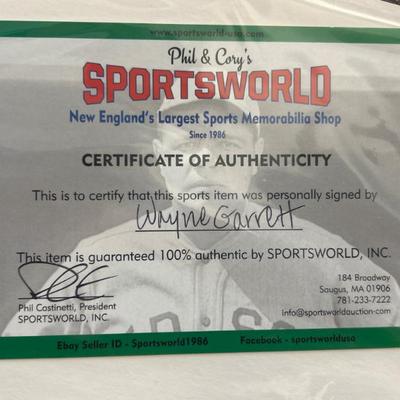 www.sportsworld-usa.com
Phil & Cory's
SPORTSWORLD
New England's Largest Sports Memorabilia Shop
Since 1986
CERTIFICATE OF AUTHENTICITY
This is to certify that this sports item was personally signed by
Wayne Garrett
This item is guaranteed 100% authentic by SPORTSWORLD, INC.
Phil Castinetti, President
SPORTSWORLD, INC.
184 Broadway
Saugus, MA 01906
781-233-7222
info@sportsworldauction.com
Ebay Seller ID - Sportsworld1986
Facebook - sportsworldusa